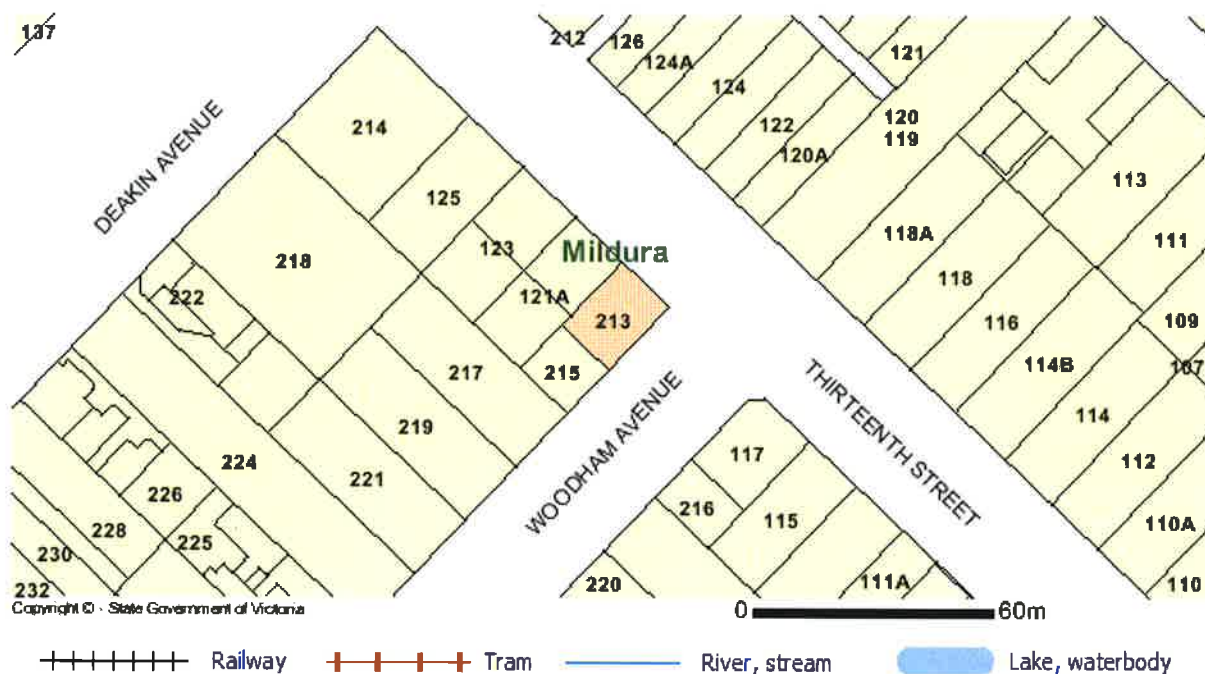 137
212
126
124A
121
214
124
DEAKIN AVENUE
122
120
119
120A
125
113
118A
123
Mildura
111
218
118
222
121A
213
116
109
217
215
114B
107
THIRTEENTH STREET
219
114
WOODHAM AVENUE
117
224
221
112
226
216
115
110A
228
225
230
220
111A
110
232
Copyright © - State Government of Victoria
0 60m
Railway Tram River, stream Lake, waterbody